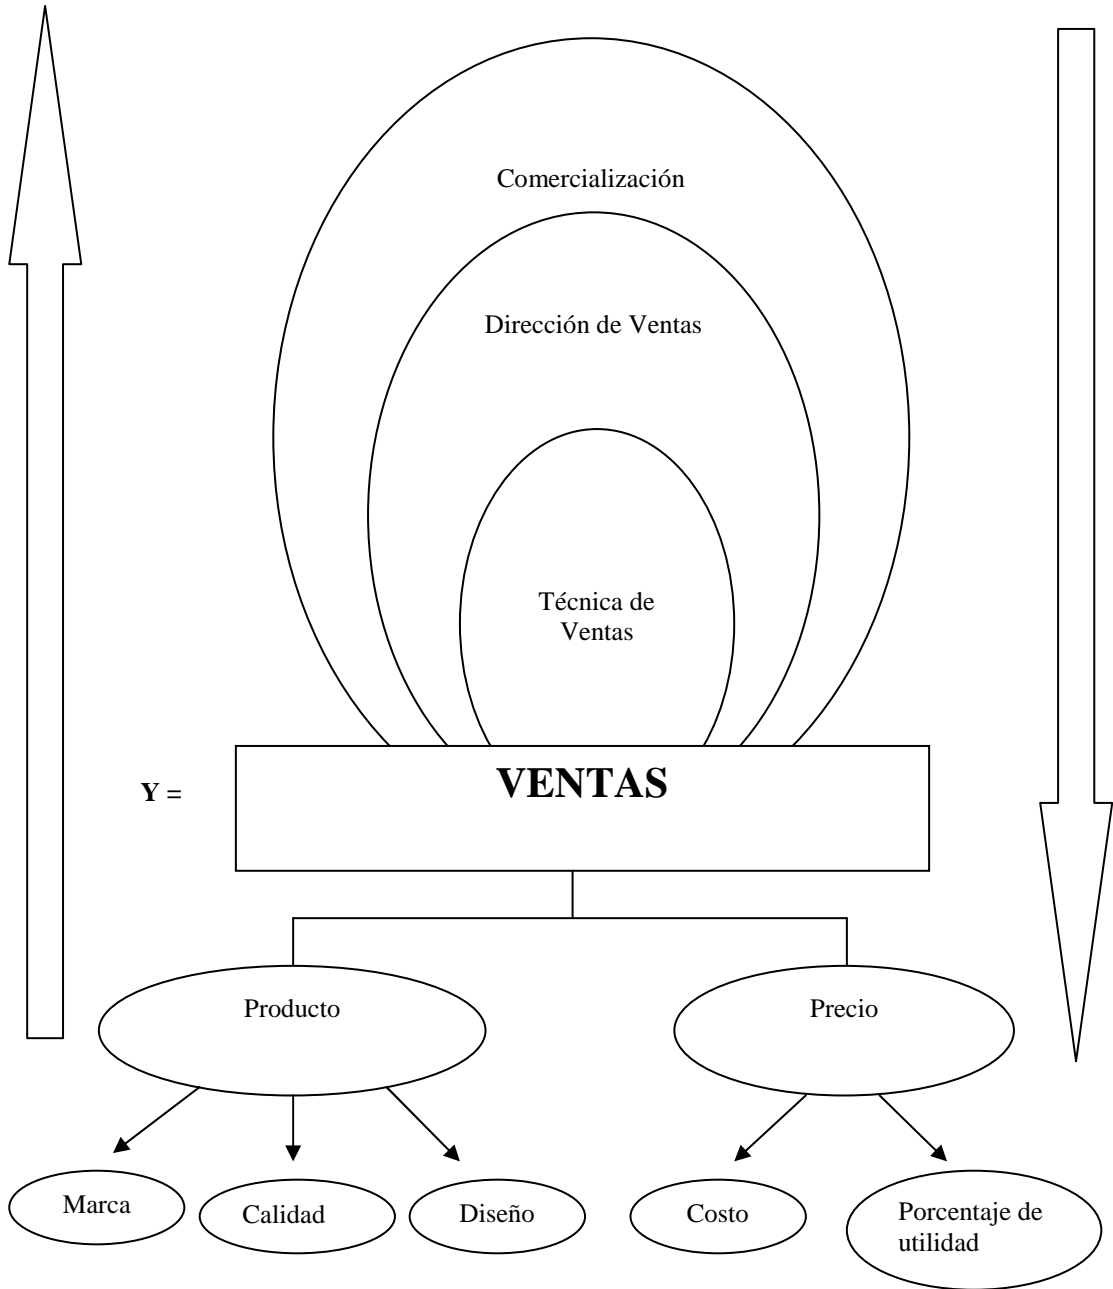 Comercialización
Dirección de Ventas
Técnica de
Ventas
Y =
VENTAS
Producto
Precio
Marca
Calidad
Diseño
Costo
Porcentaje de
utilidad